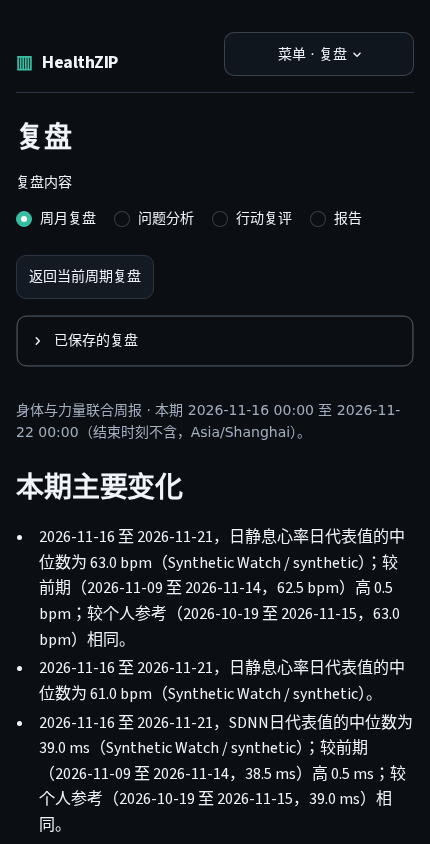 HealthZIP
菜单 · 复盘
复盘
复盘内容
周月复盘
问题分析
行动复评
报告
返回当前周期复盘
已保存的复盘
身体与力量联合周报 · 本期 2026-11-16 00:00 至 2026-11-
22 00:00（结束时刻不含，Asia/Shanghai）。
本期主要变化
2026-11-16 至 2026-11-21，日静息心率日代表值的中
位数为 63.0 bpm（Synthetic Watch / synthetic）；较
前期（2026-11-09 至 2026-11-14，62.5 bpm）高 0.5
bpm；较个人参考（2026-10-19 至 2026-11-15，63.0
bpm）相同。
2026-11-16 至 2026-11-21，日静息心率日代表值的中
位数为 61.0 bpm（Synthetic Watch / synthetic）。
2026-11-16 至 2026-11-21，SDNN日代表值的中位数为
39.0 ms（Synthetic Watch / synthetic）；较前期
（2026-11-09 至 2026-11-14，38.5 ms）高 0.5 ms；较
个人参考（2026-10-19 至 2026-11-15，39.0 ms）相
同。